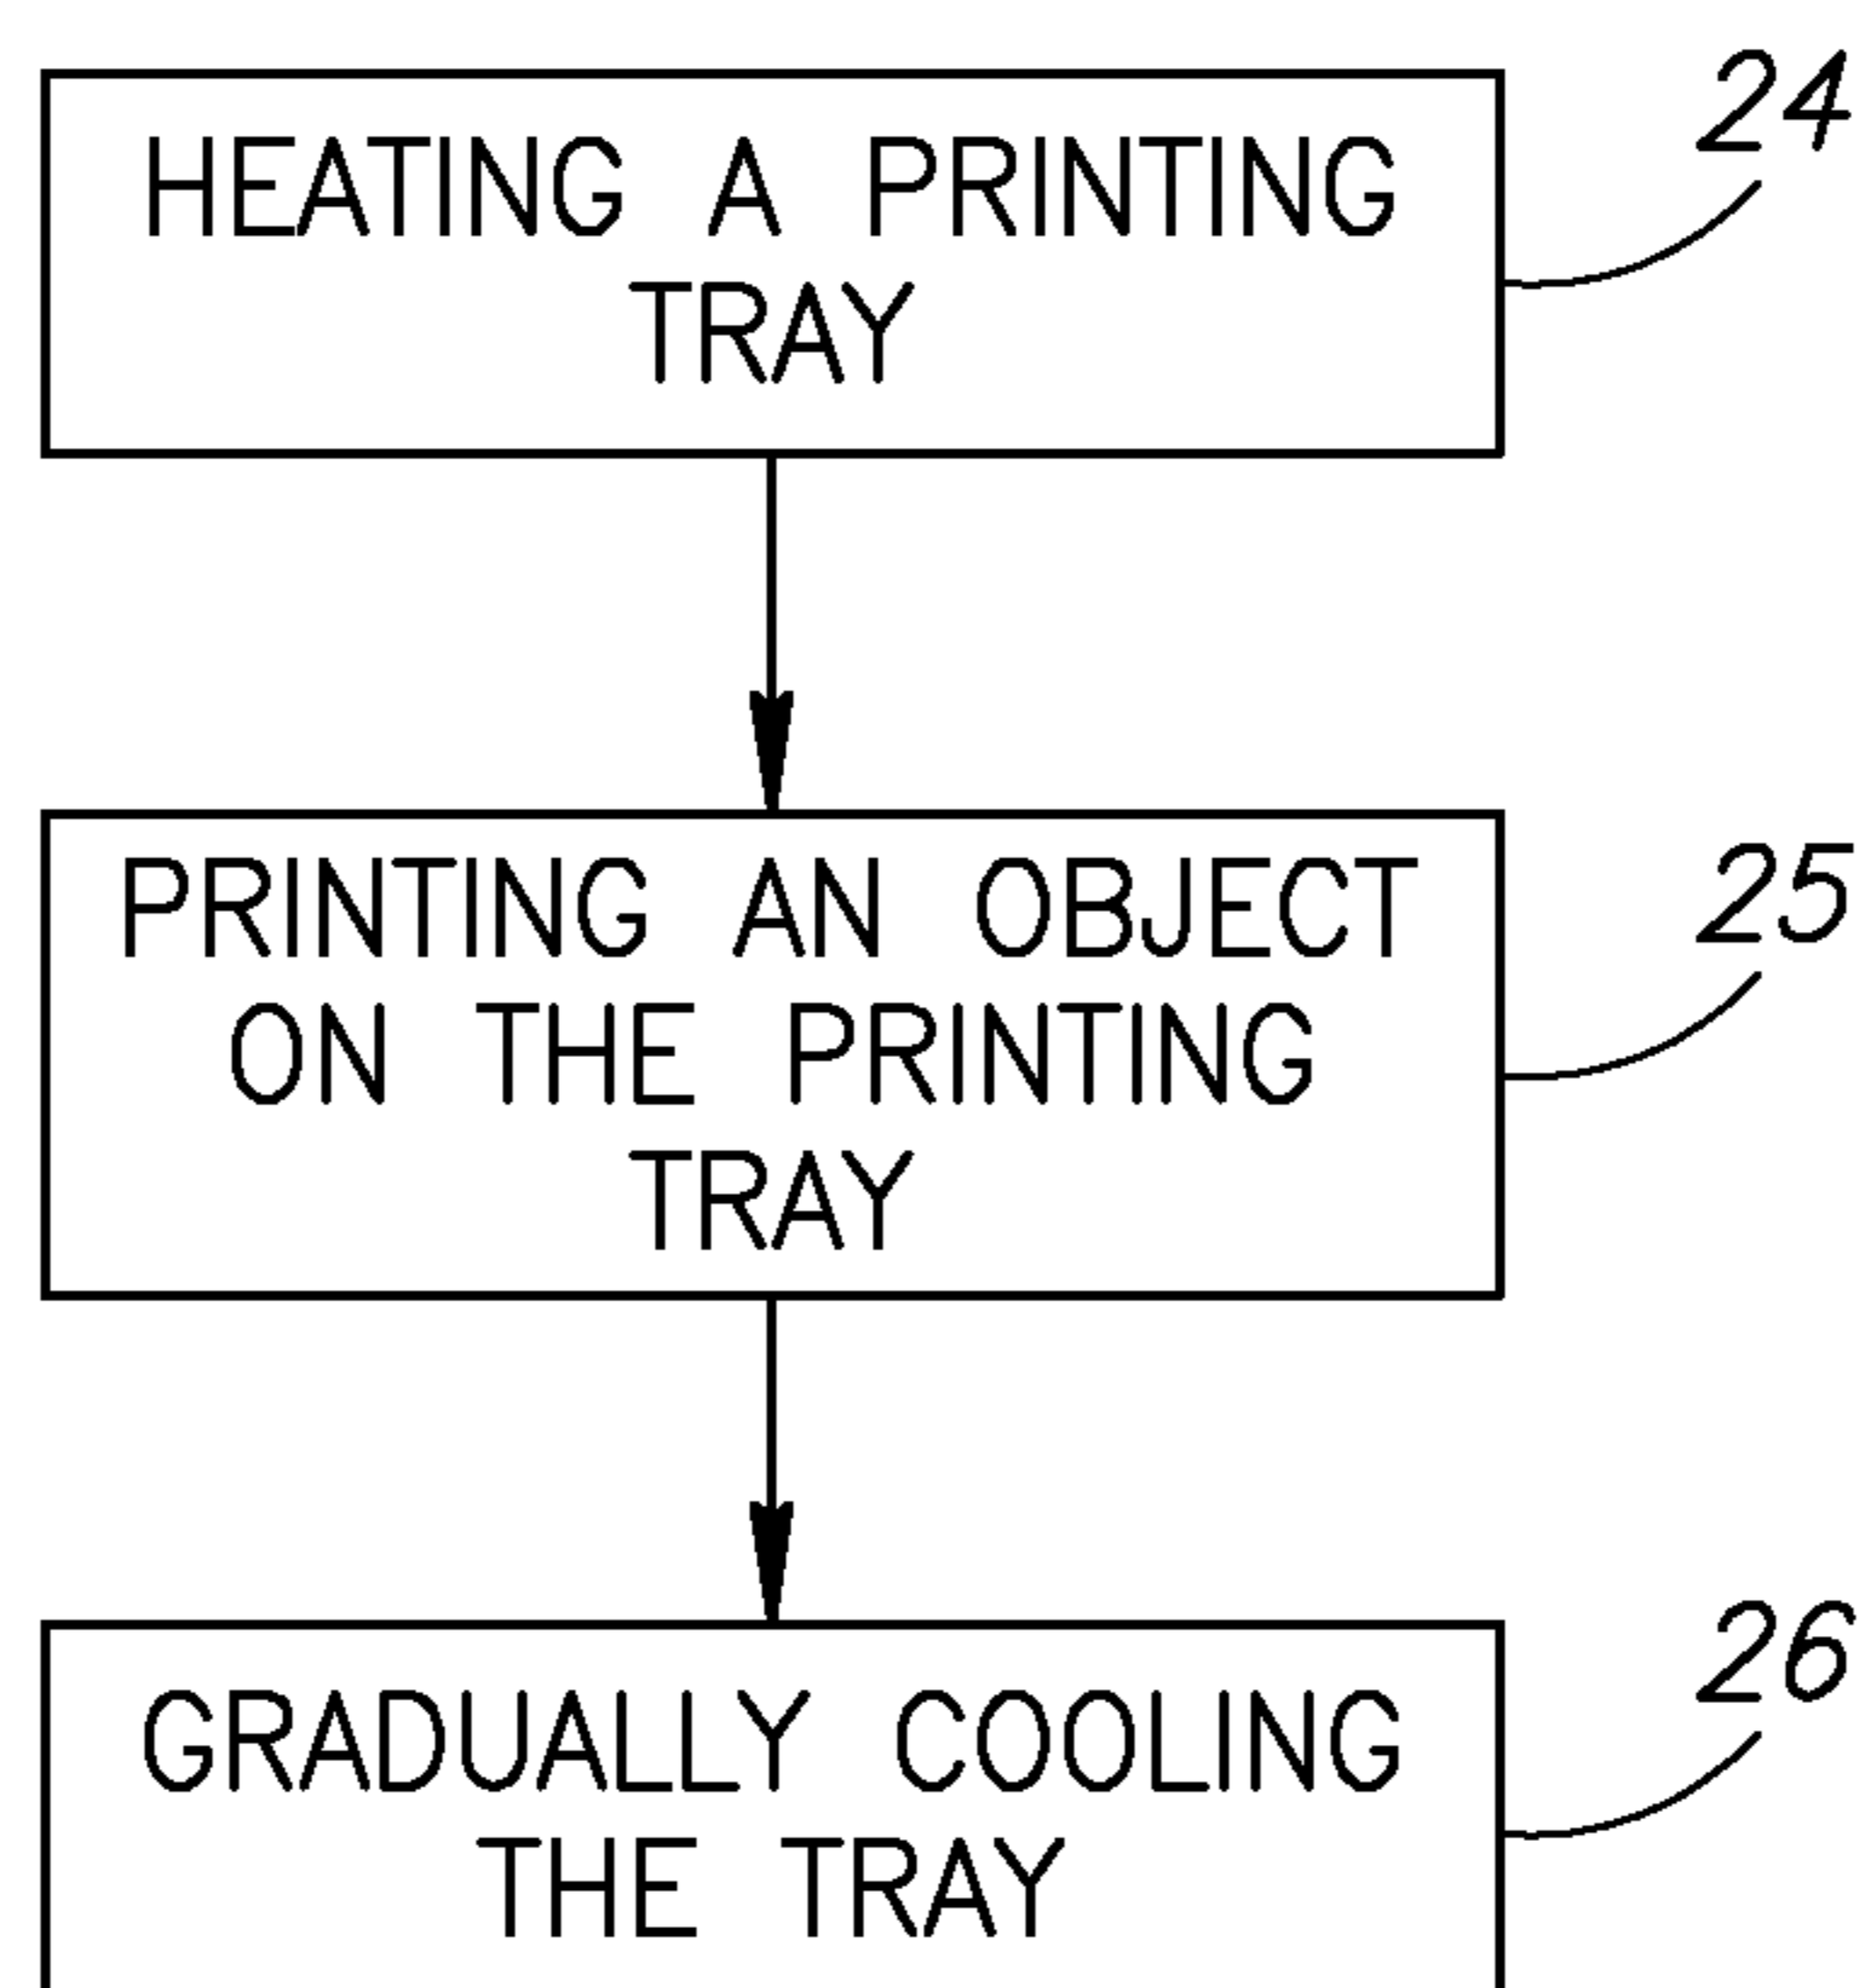 24
HEATING A PRINTING
TRAY
25
PRINTING AN OBJECT
ON THE PRINTING
TRAY
26
GRADUALLY COOLING
THE TRAY